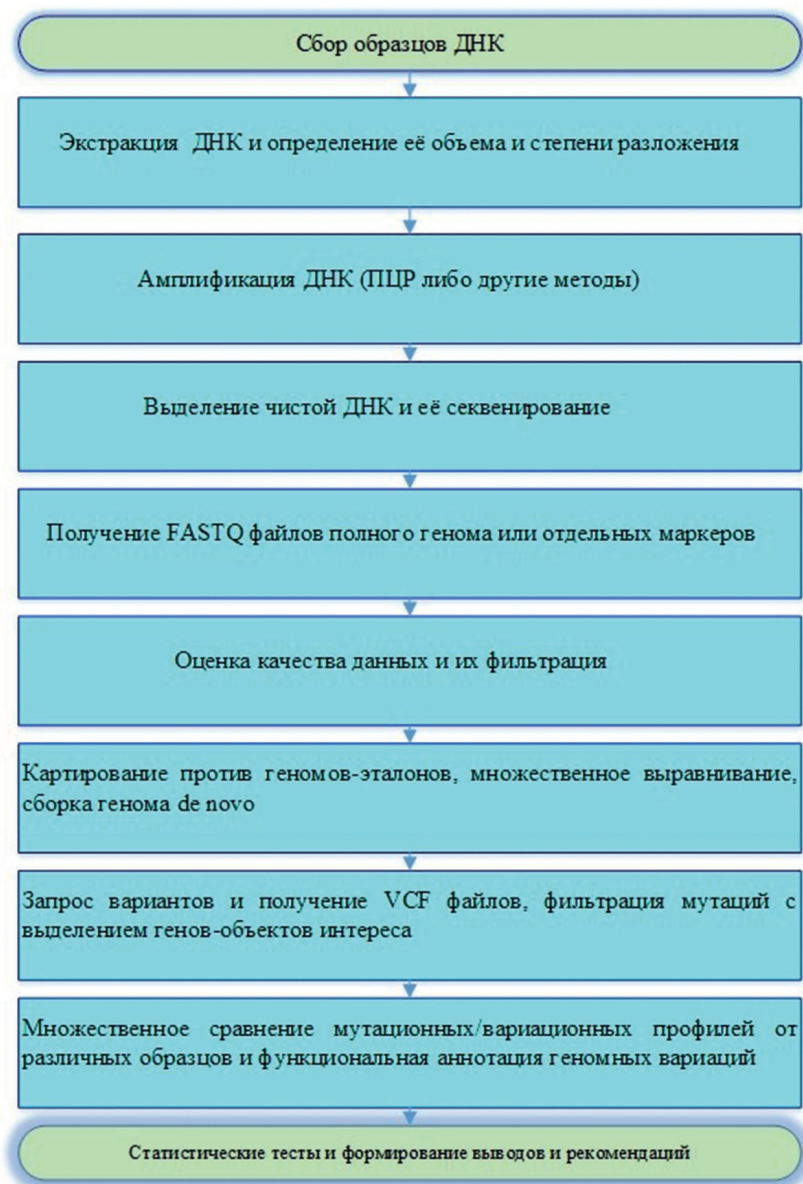 Сбор образцов ДНК
Экстракция ДНК и определение её объема и степени разложения
Амплификация ДНК (ПЦР либо другие методы)
Выделение чистой ДНК и её секвенирование
Получение FASTQ файлов полного генома или отдельных маркеров
Оценка качества данных и их фильтрация
Картирование против геномов-эталонов, множественное выравнивание,
сборка генома de novo
Запрос вариантов и получение VCF файлов, фильтрация мутаций с
выделением генов-объектов интереса
Множественное сравнение мутационных/вариационных профилей от
различных образцов и функциональная аннотация геномных вариаций
Статистические тесты и формирование выводов и рекомендаций